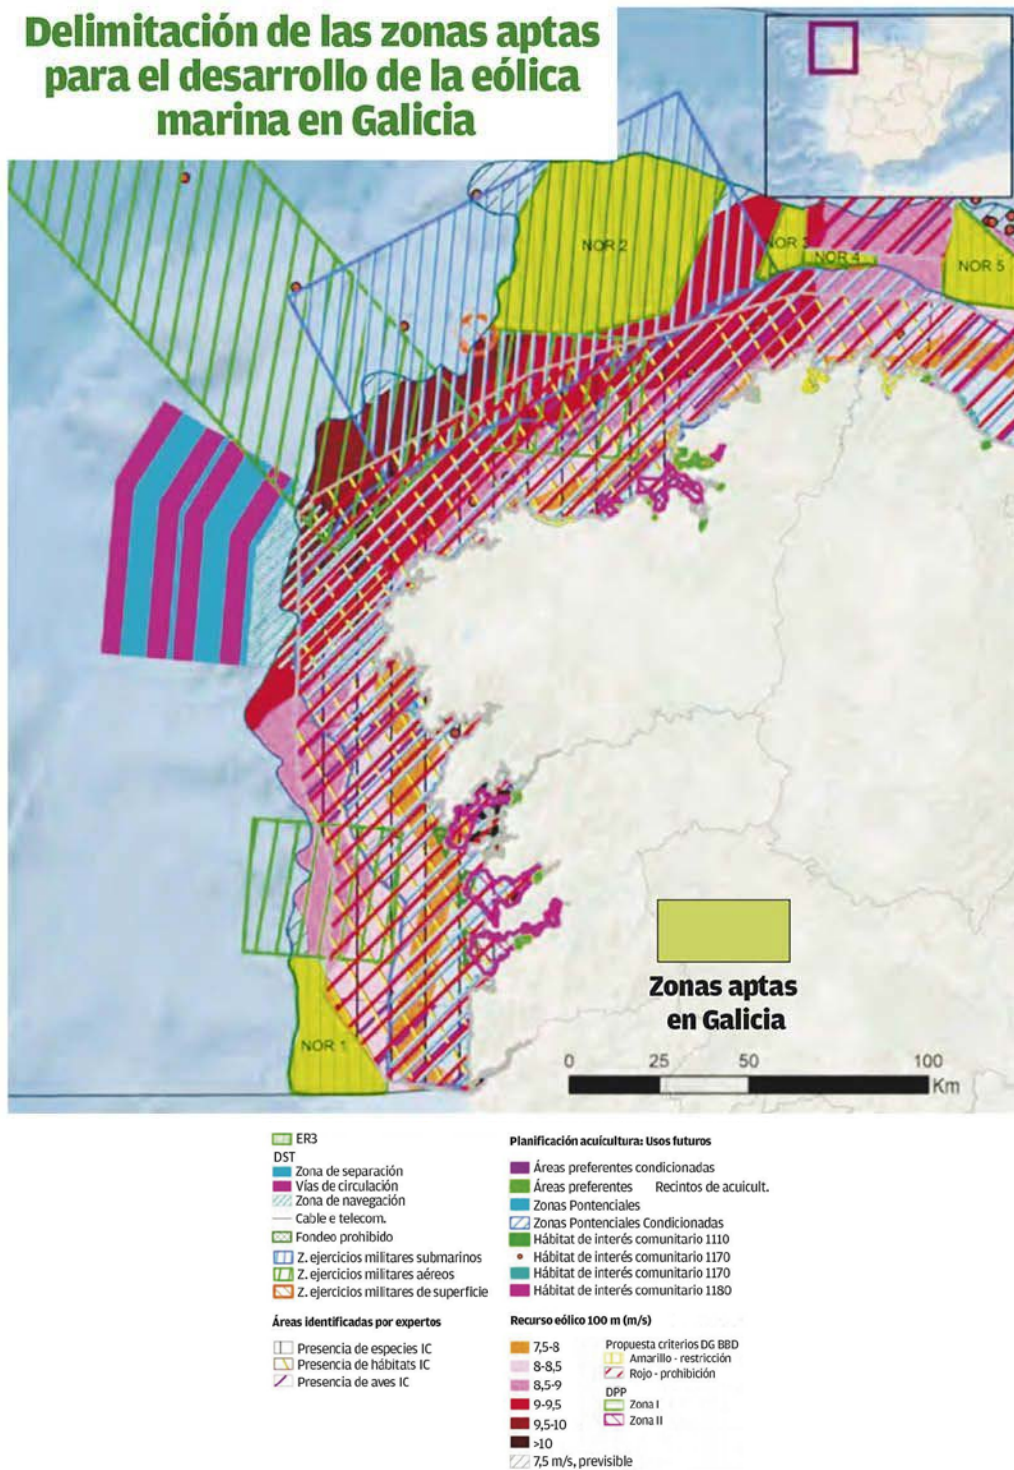 Delimitación de las zonas aptas
para el desarrollo de la eólica
marina en Galicia
NOR 2
NOR 3
NOR 4
NOR 5
NOR 1
Zonas aptas
en Galicia
0 25 50 100
Km
ER3
DST
Zona de separación
Vías de circulación
Zona de navegación
Cable e telecom.
Fondeo prohibido
Z. ejercicios militares submarinos
Z. ejercicios militares aéreos
Z. ejercicios militares de superficie
Áreas identificadas por expertos
Presencia de especies IC
Presencia de hábitats IC
Presencia de aves IC
Planificación acuícultura: Usos futuros
Áreas preferentes condicionadas
Áreas preferentes Recintos de acuicult.
Zonas Pontenciales
Zonas Pontenciales Condicionadas
Hábitat de interés comunitario 1110
Hábitat de interés comunitario 1170
Hábitat de interés comunitario 1170
Hábitat de interés comunitario 1180
Recurso eólico 100 m (m/s)
7,5-8
8-8,5
8,5-9
9-9,5
9,5-10
>10
7,5 m/s, previsible
Propuesta criterios DG BBD
Amarillo - restricción
Rojo - prohibición
DPP
Zona I
Zona II